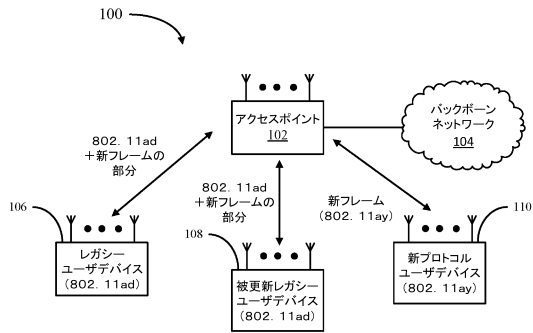 100
アクセスポイント
102
バックボーン
ネットワーク
104
802. 11ad
＋新フレームの
部分
802. 11ad
＋新フレームの
部分
新フレーム
（802. 11ay）
106
レガシー
ユーザデバイス
（802. 11ad）
108
被更新レガシー
ユーザデバイス
（802. 11ad）
110
新プロトコル
ユーザデバイス
（802. 11ay）